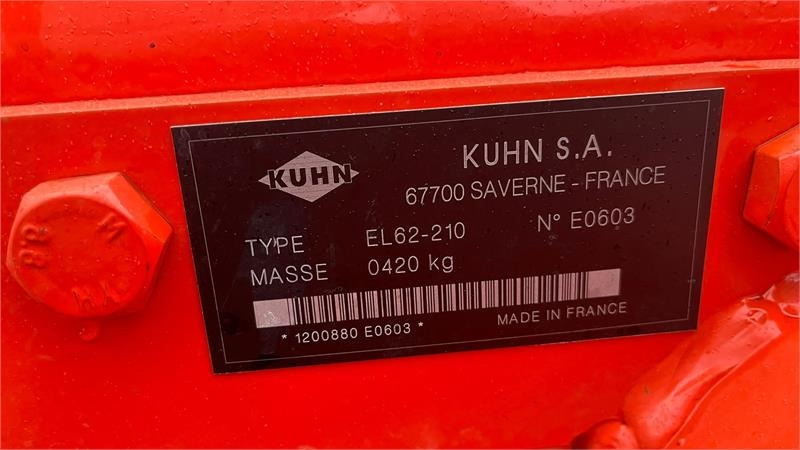 KUHN
KUHN S.A.
67700 SAVERNE - FRANCE
TYPE EL62-210 N° E0603
MASSE 0420 kg
* 1200880 E0603 *
MADE IN FRANCE